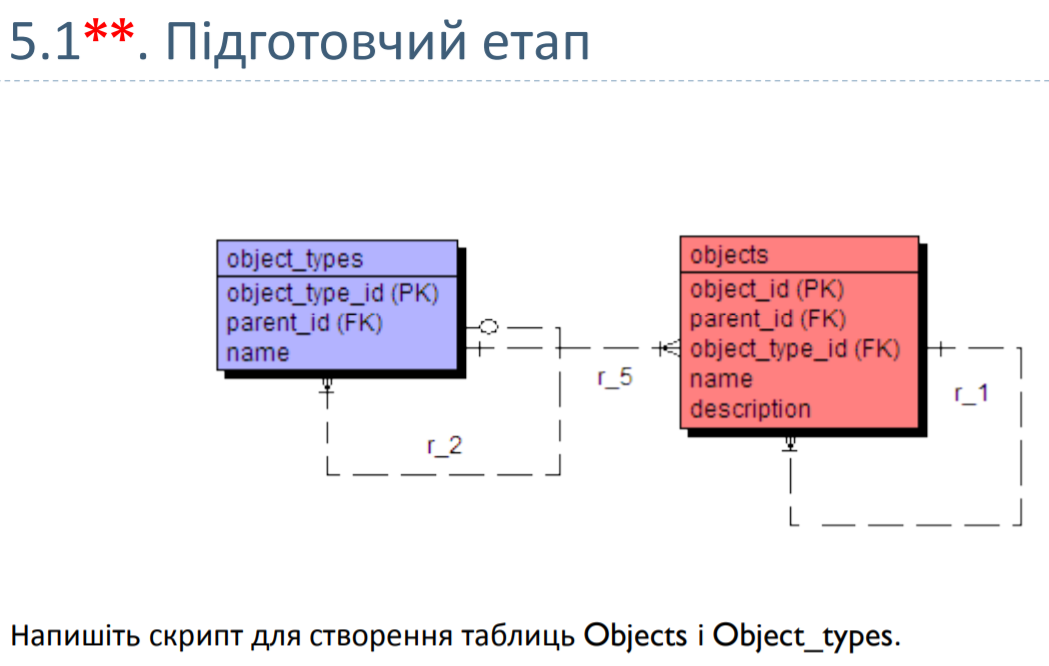 5.1**. Підготовчий етап
object_types
object_type_id (PK)
parent_id (FK)
name
r_2
r_5
objects
object_id (PK)
parent_id (FK)
object_type_id (FK)
name
description
r_1
Напишіть скрипт для створення таблиць Objects і Object_types.